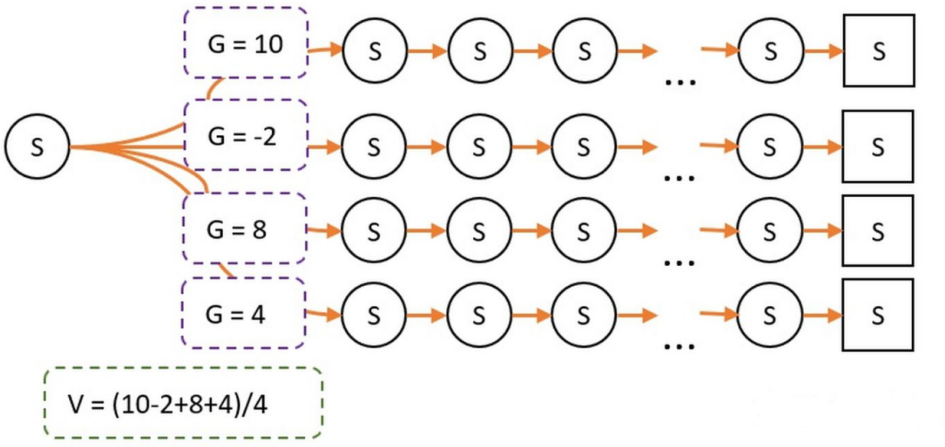 G = 10 S S S ... S S
S G = -2 S S S ... S S
G = 8 S S S ... S S
G = 4 S S S ... S S
V = (10-2+8+4)/4